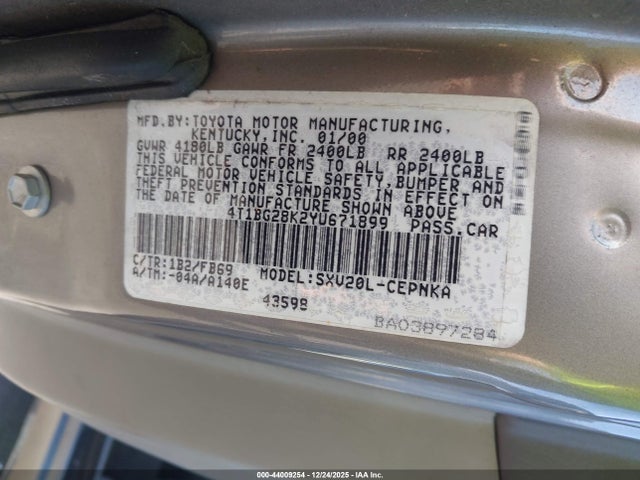 MFD.BY:TOYOTA MOTOR MANUFACTURING,
KENTUCKY,INC. 01/00
GVWR 4180LB GAWR FR 2400LB RR 2400LB
THIS VEHICLE CONFORMS TO ALL APPLICABLE
FEDERAL MOTOR VEHICLE SAFETY,BUMPER AND
THEFT PREVENTION STANDARDS IN EFFECT ON
THE DATE OF MANUFACTURE SHOWN ABOVE
4T1BG28K2YU671899 PASS.CAR
C/TR:1B2/FB69 MODEL:SXV20L-CEPNKA
A/TM:-04A/A140E
43598
BA03897284
000-44009254 - 12/24/2025 - IAA Inc.